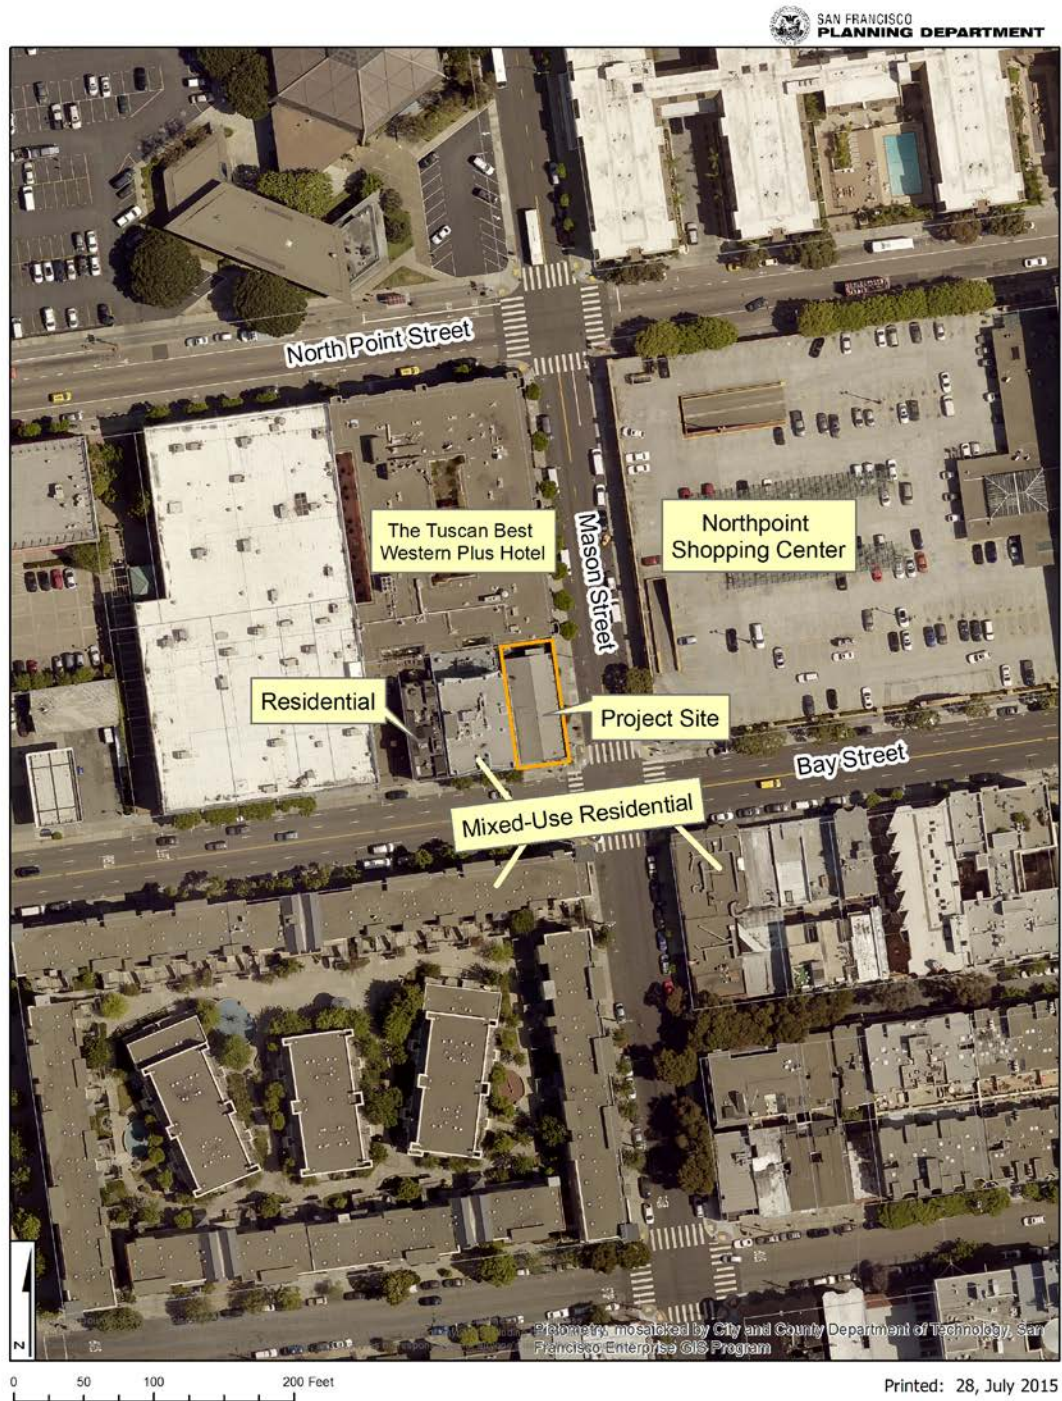 SAN FRANCISCO
PLANNING DEPARTMENT
North Point Street
The Tuscan Best
Western Plus Hotel
Mason Street
Northpoint
Shopping Center
Residential
Project Site
Bay Street
Mixed-Use Residential
N
Pictometry, mosaicked by City and County Department of Technology, San
Francisco Enterprise GIS Program
0 50 100 200 Feet
Printed: 28, July 2015